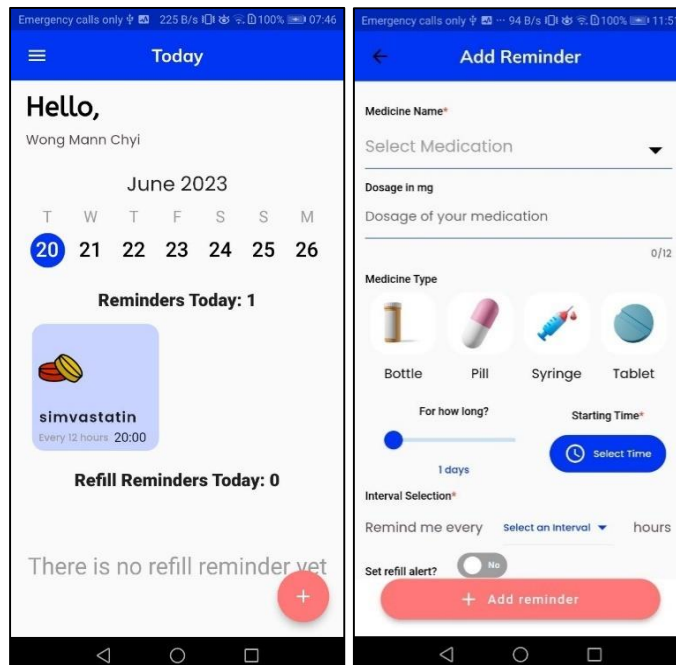 Emergency calls only 225 B/s 100% 07:46
Today
Hello,
Wong Mann Chyi
June 2023
T W T F S S M
20 21 22 23 24 25 26
Reminders Today: 1
simvastatin
Every 12 hours 20:00
Refill Reminders Today: 0
There is no refill reminder yet
+
Emergency calls only ··· 94 B/s 100% 11:51
Add Reminder
Medicine Name*
Select Medication
Dosage in mg
Dosage of your medication
0/12
Medicine Type
Bottle Pill Syringe Tablet
For how long? Starting Time*
Select Time
1 days
Interval Selection*
Remind me every Select an Interval hours
Set refill alert? No
+ Add reminder